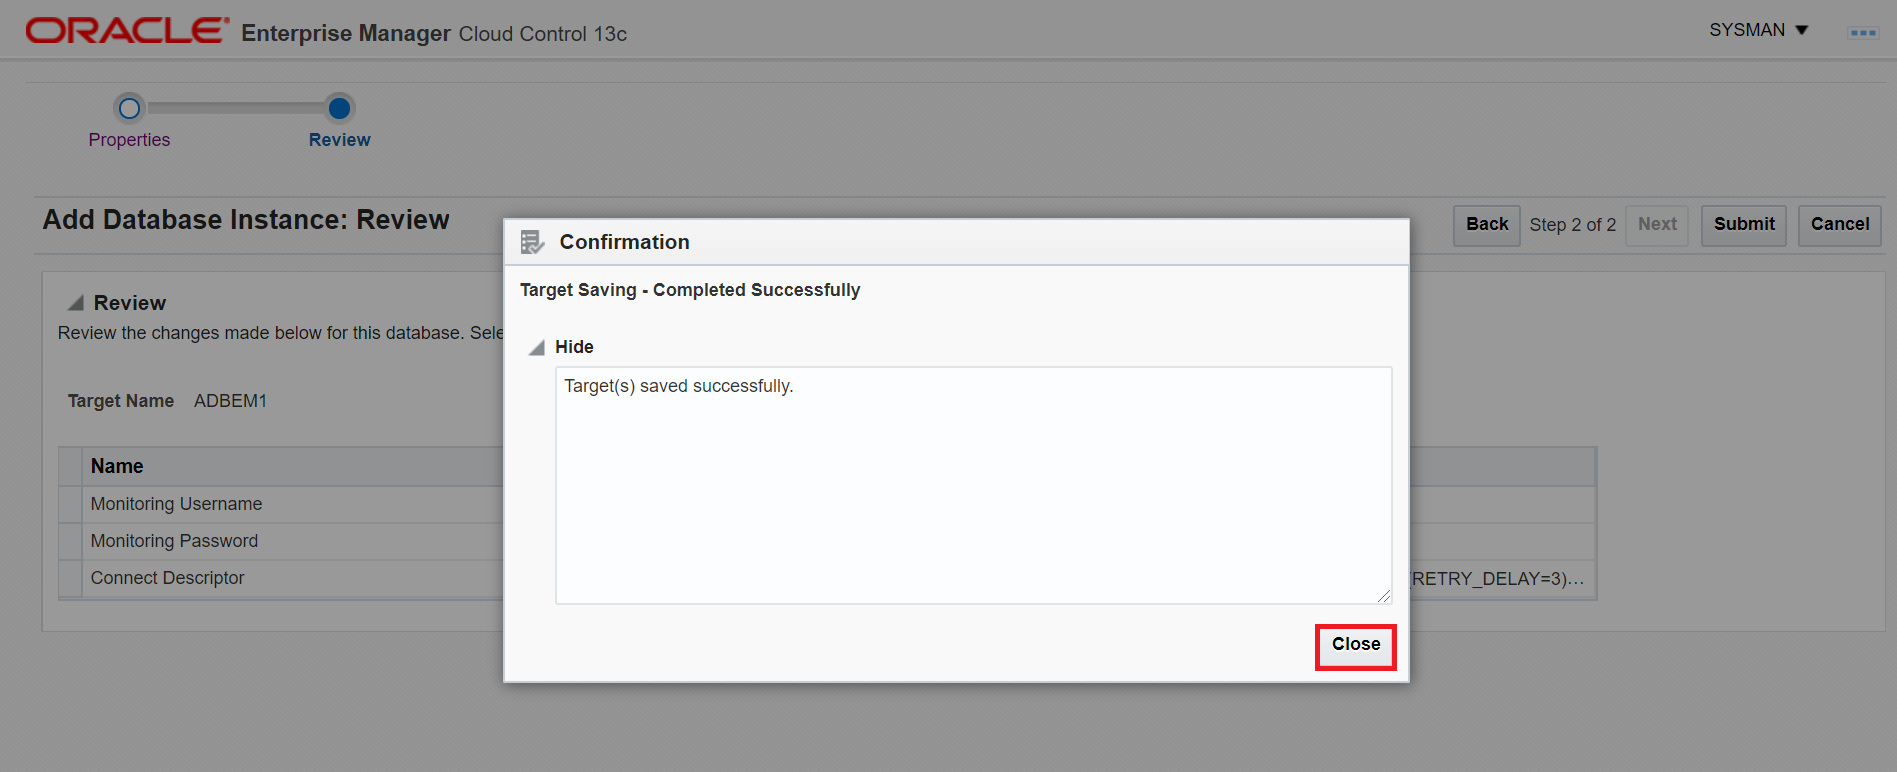 ORACLE® Enterprise Manager Cloud Control 13c
SYSMAN
Properties
Review
Add Database Instance: Review
Back Step 2 of 2 Next Submit Cancel
Review
Review the changes made below for this database. Sele
Target Name ADBEM1
Name
Monitoring Username
Monitoring Password
Connect Descriptor
(RETRY_DELAY=3)...
Confirmation
Target Saving - Completed Successfully
Hide
Target(s) saved successfully.
Close